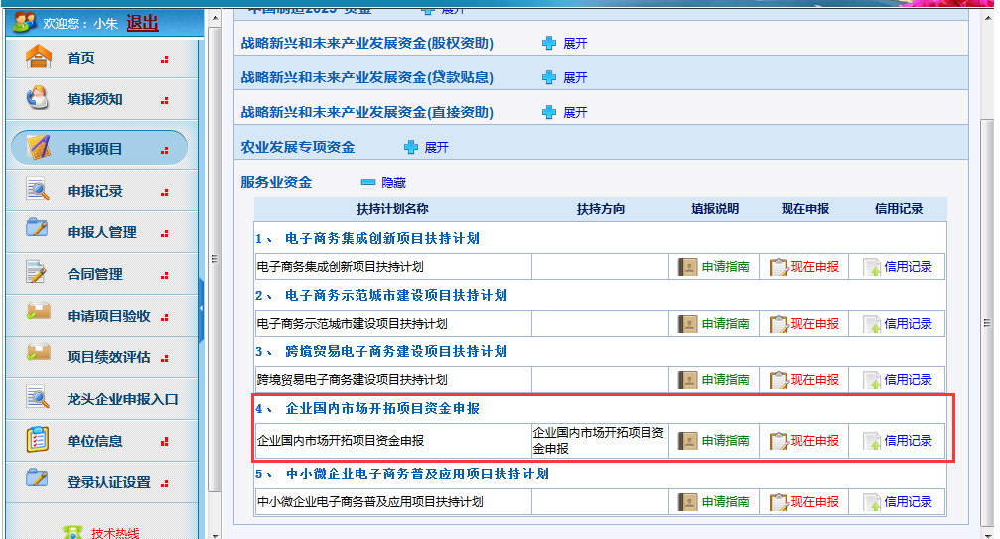 欢迎您：小朱 退出
首页
填报须知
申报项目
申报记录
申报人管理
合同管理
申请项目验收
项目绩效评估
龙头企业申报入口
单位信息
登录认证设置
技术热线
中国制造2025"资金 展开
战略新兴和未来产业发展资金(股权资助) 展开
战略新兴和未来产业发展资金(贷款贴息) 展开
战略新兴和未来产业发展资金(直接资助) 展开
农业发展专项资金 展开
服务业资金 隐藏
扶持计划名称 扶持方向 填报说明 现在申报 信用记录
1、 电子商务集成创新项目扶持计划
电子商务集成创新项目扶持计划 申请指南 现在申报 信用记录
2、 电子商务示范城市建设项目扶持计划
电子商务示范城市建设项目扶持计划 申请指南 现在申报 信用记录
3、 跨境贸易电子商务建设项目扶持计划
跨境贸易电子商务建设项目扶持计划 申请指南 现在申报 信用记录
4、 企业国内市场开拓项目资金申报
企业国内市场开拓项目资金申报 企业国内市场开拓项目资
金申报 申请指南 现在申报 信用记录
5、 中小微企业电子商务普及应用项目扶持计划
中小微企业电子商务普及应用项目扶持计划 申请指南 现在申报 信用记录